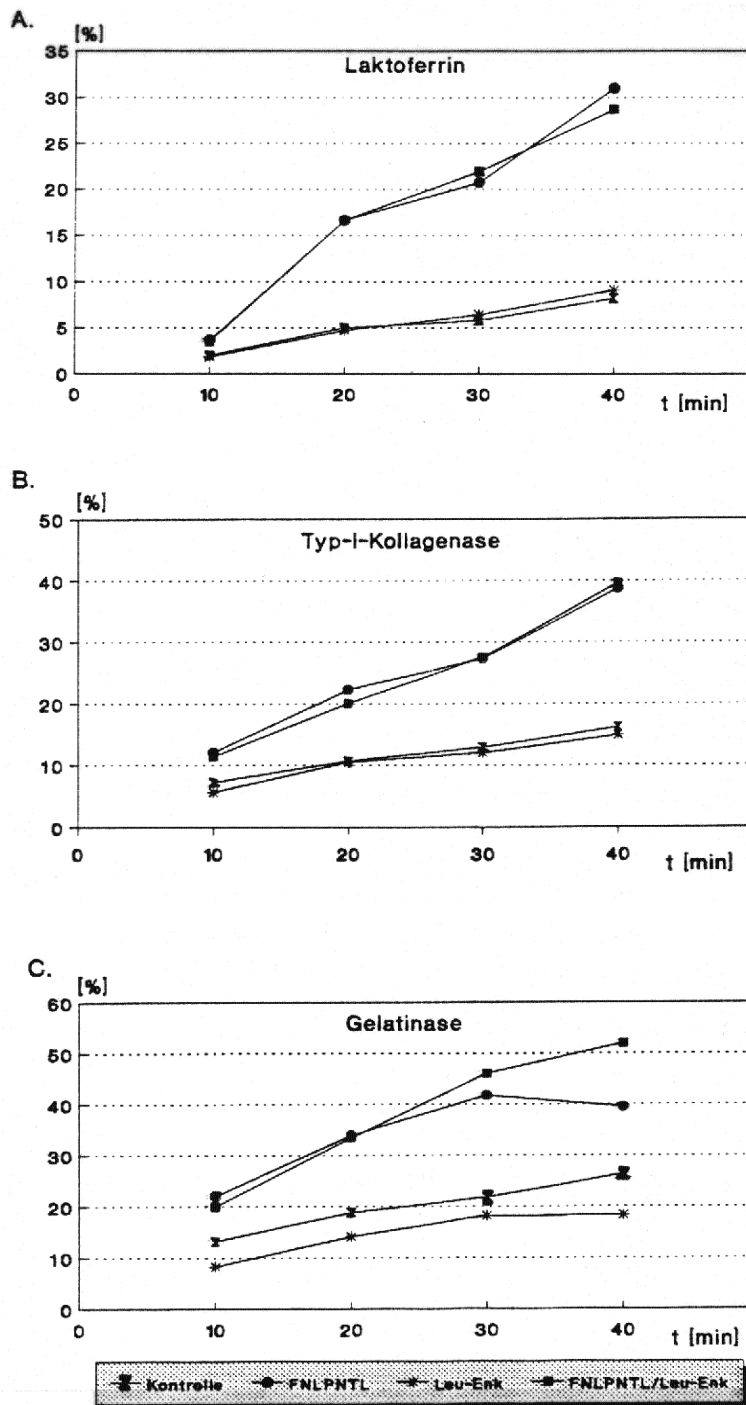 A.
[%]
Laktoferrin
35
30
25
20
15
10
5
0
0 10 20 30 40
t [min]
B.
[%]
Typ-I-Kollagenase
50
40
30
20
10
0
0 10 20 30 40
t [min]
C.
[%]
Gelatinase
60
50
40
30
20
10
0
0 10 20 30 40
t [min]
Kontrolle FNLPNTL Leu-Enk FNLPNTL/Leu-Enk